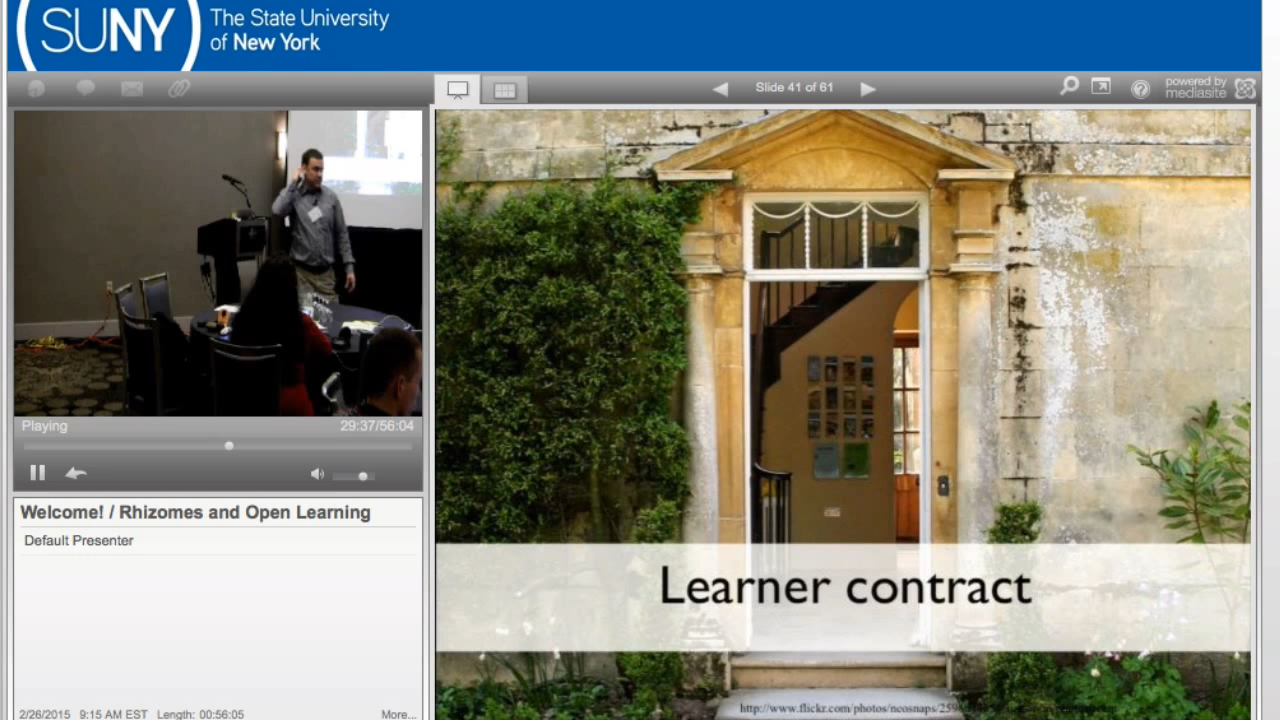 SUNY
The State University
of New York
Slide 41 of 61
powered by
mediasite
Playing
29:37/56:04
Welcome! / Rhizomes and Open Learning
Default Presenter
2/26/2015 9:15 AM EST Length: 00:56:05
More...
Learner contract